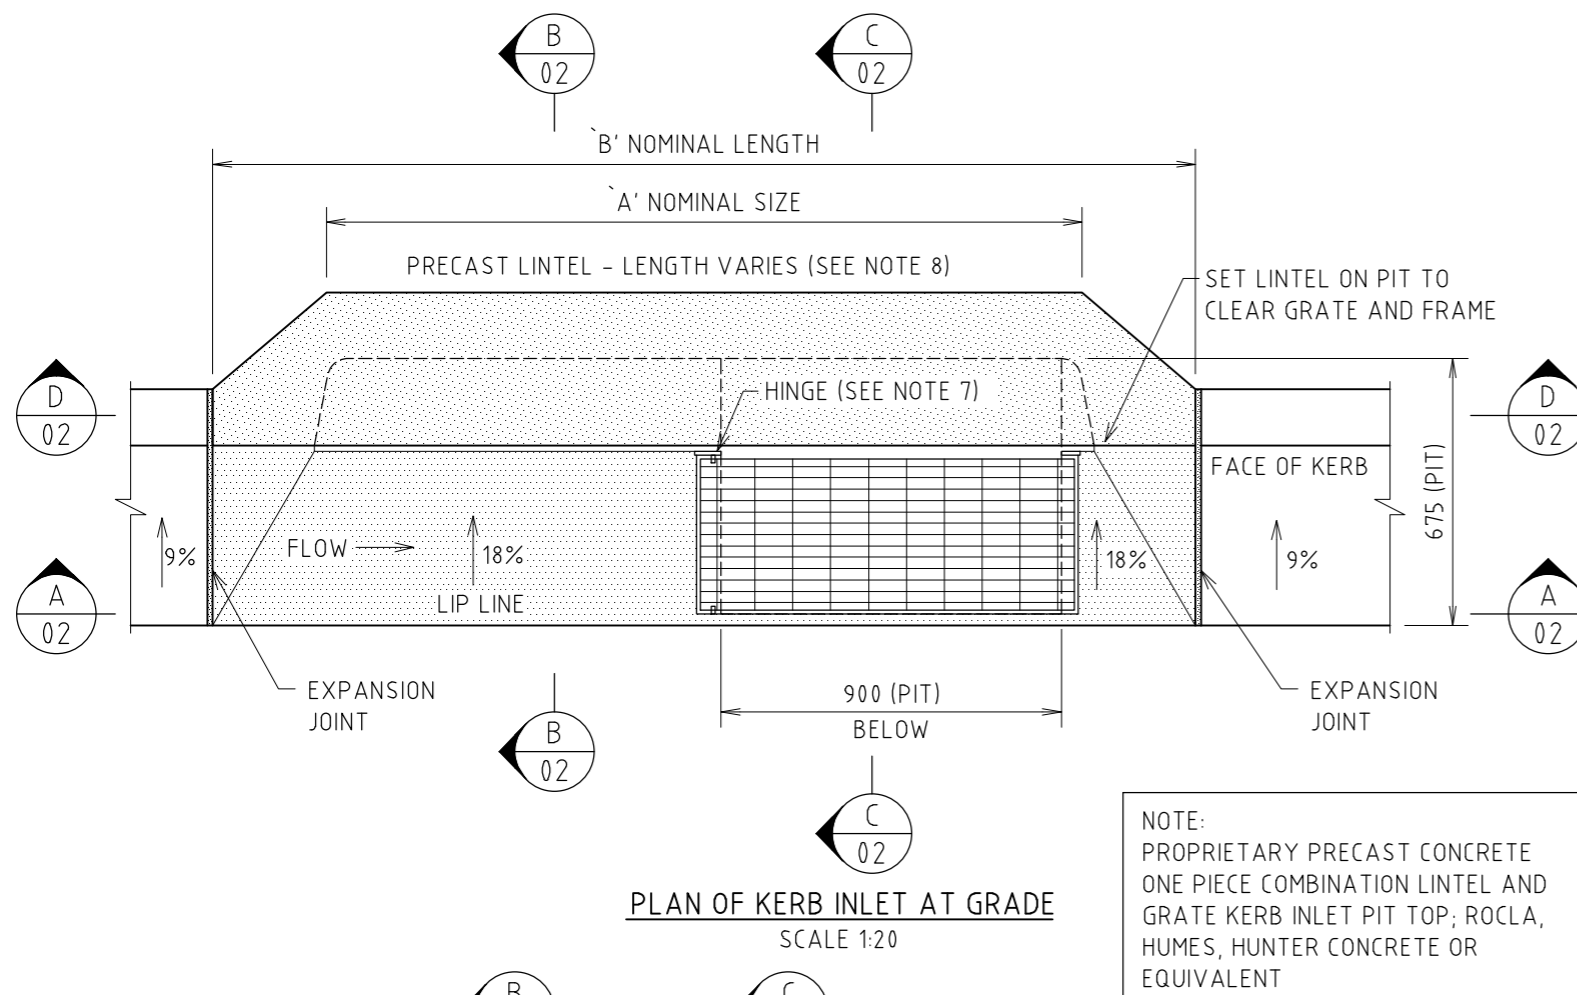 B
02
C
02
`B' NOMINAL LENGTH
`A' NOMINAL SIZE
PRECAST LINTEL - LENGTH VARIES (SEE NOTE 8)
SET LINTEL ON PIT TO
CLEAR GRATE AND FRAME
D
02
HINGE (SEE NOTE 7)
D
02
FACE OF KERB
675 (PIT)
9%
FLOW
18%
18%
9%
A
02
LIP LINE
A
02
EXPANSION
JOINT
B
02
900 (PIT)
BELOW
EXPANSION
JOINT
C
02
PLAN OF KERB INLET AT GRADE
SCALE 1:20
NOTE:
PROPRIETARY PRECAST CONCRETE
ONE PIECE COMBINATION LINTEL AND
GRATE KERB INLET PIT TOP; ROCLA,
HUMES, HUNTER CONCRETE OR
EQUIVALENT
B
C